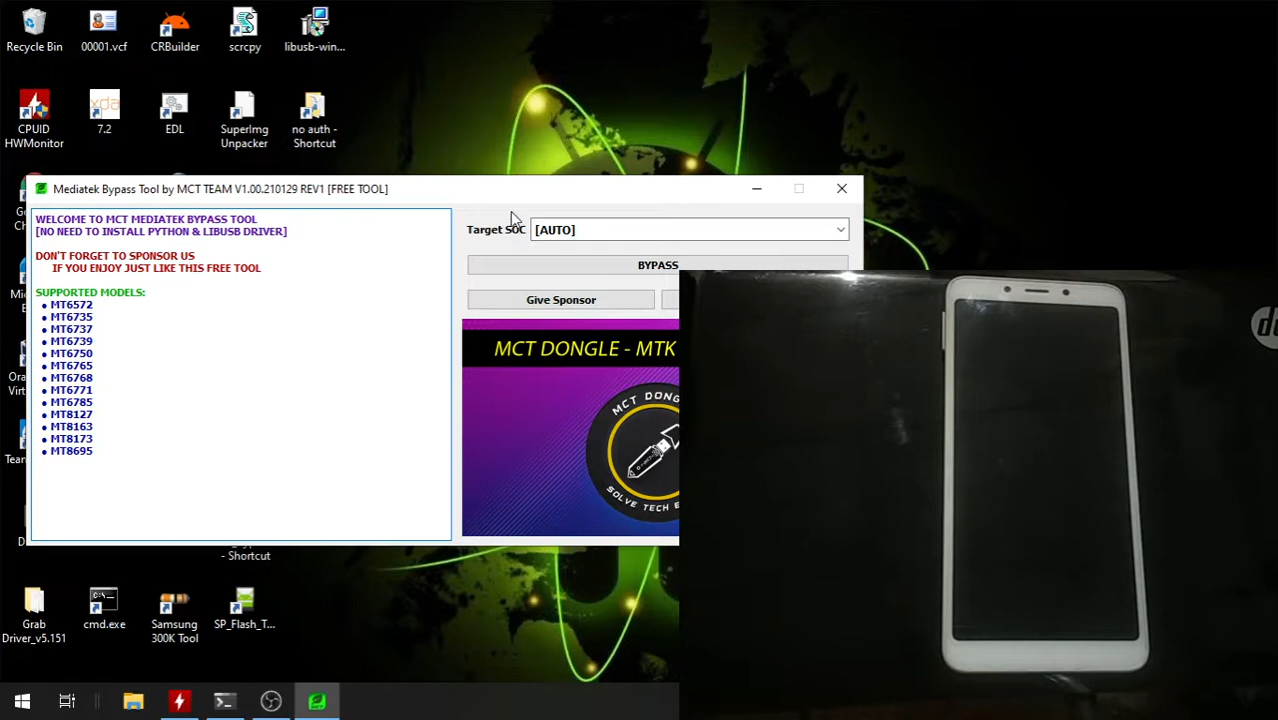 Recycle Bin
00001.vcf
CRBuilder
scrcpy
libusb-win...
CPUID
HWMonitor
xda
7.2
EDL
SuperImg
Unpacker
no auth -
Shortcut
Mediatek Bypass Tool by MCT TEAM V1.00.210129 REV1 [FREE TOOL]
WELCOME TO MCT MEDIATEK BYPASS TOOL
[NO NEED TO INSTALL PYTHON & LIBUSB DRIVER]
DON'T FORGET TO SPONSOR US
IF YOU ENJOY JUST LIKE THIS FREE TOOL
SUPPORTED MODELS:
• MT6572
• MT6735
• MT6737
• MT6739
• MT6750
• MT6765
• MT6768
• MT6771
• MT6785
• MT8127
• MT8163
• MT8173
• MT8695
Target SOC
[AUTO]
BYPASS
Give Sponsor
MCT DONGLE - MTK
MCT DONG
SOLVE TECH E
- Shortcut
Grab
Driver_v5.151
cmd.exe
Samsung
300K Tool
SP_Flash_T...